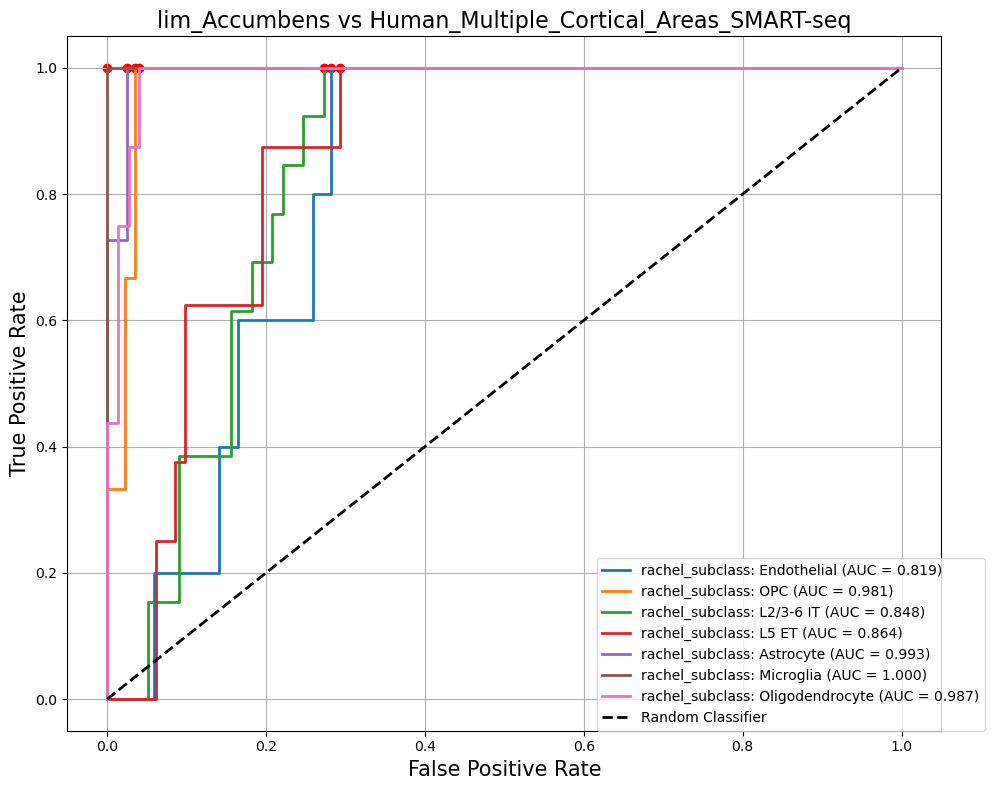 lim_Accumbens vs Human_Multiple_Cortical_Areas_SMART-seq
True Positive Rate
1.0
0.8
0.6
0.4
0.2
0.0
rachel_subclass: Endothelial (AUC = 0.819)
rachel_subclass: OPC (AUC = 0.981)
rachel_subclass: L2/3-6 IT (AUC = 0.848)
rachel_subclass: L5 ET (AUC = 0.864)
rachel_subclass: Astrocyte (AUC = 0.993)
rachel_subclass: Microglia (AUC = 1.000)
rachel_subclass: Oligodendrocyte (AUC = 0.987)
Random Classifier
0.0 0.2 0.4 0.6 0.8 1.0
False Positive Rate